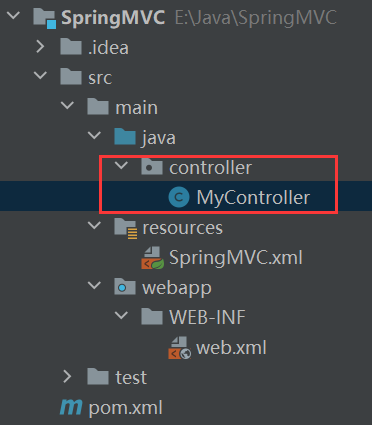 SpringMVC E:\Java\SpringMVC
.idea
src
main
java
controller
C MyController
resources
SpringMVC.xml
webapp
WEB-INF
web.xml
test
m pom.xml